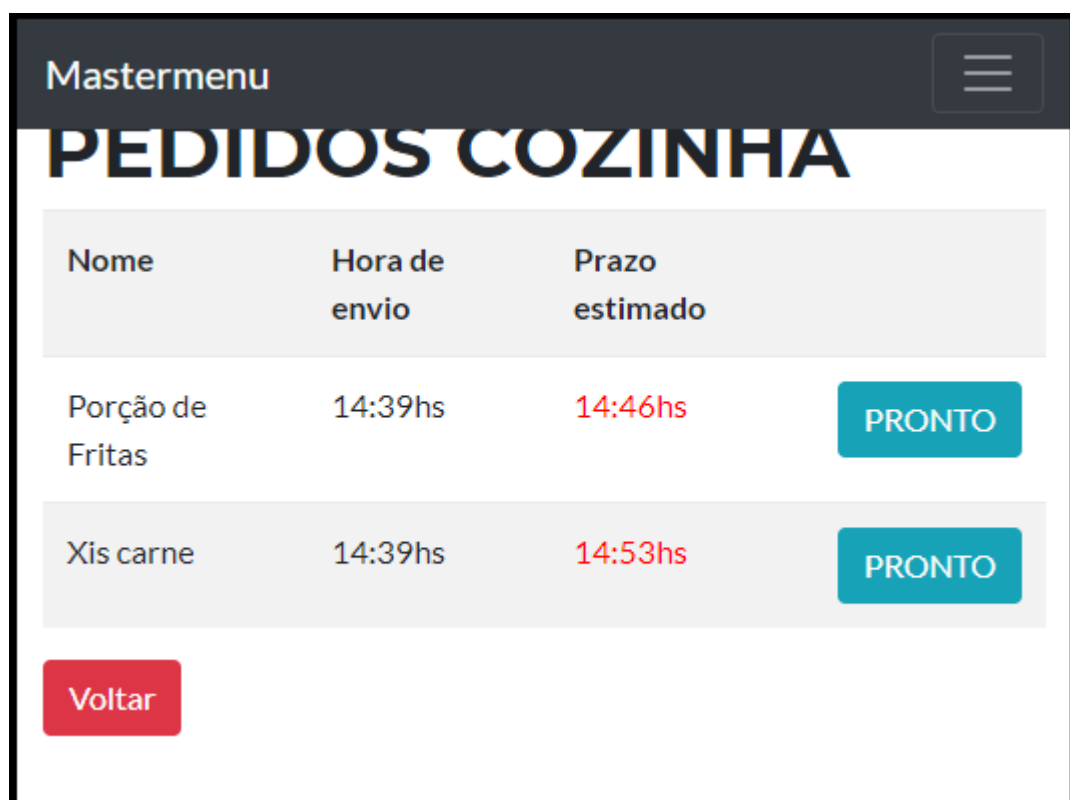 Mastermenu
PEDIDOS COZINHA
Nome Hora de envio Prazo estimado
Porção de Fritas 14:39hs 14:46hs PRONTO
Xis carne 14:39hs 14:53hs PRONTO
Voltar